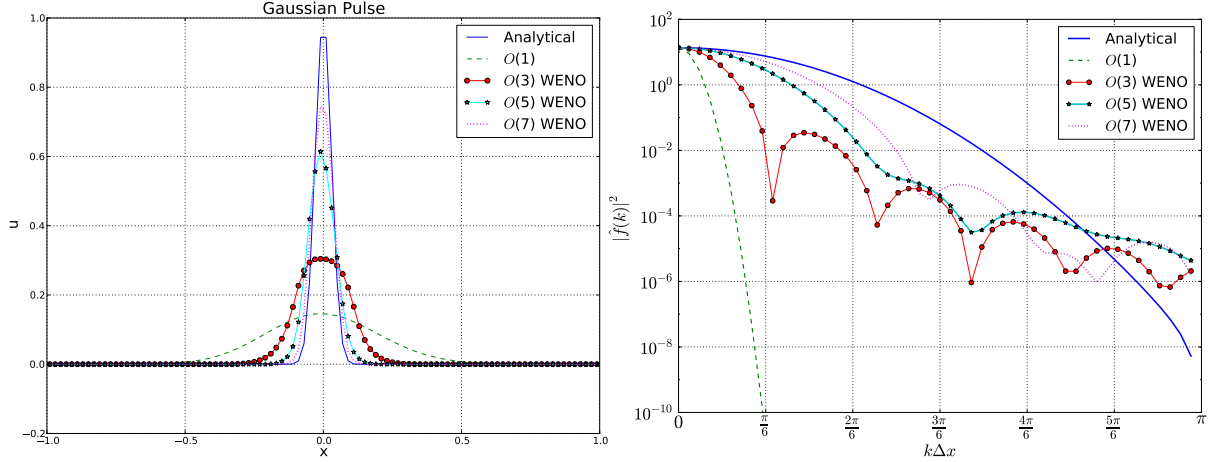 Gaussian Pulse
1.0
0.8
0.6
0.4
0.2
0.0
−0.2
u
−1.0
−0.5
0.0
0.5
1.0
x
Analytical
O(1)
O(3) WENO
O(5) WENO
O(7) WENO
10^2
10^0
10^−2
10^−4
10^−6
10^−8
10^−10
|f̂(k)|^2
0
π/6
2π/6
3π/6
4π/6
5π/6
π
kΔx
Analytical
O(1)
O(3) WENO
O(5) WENO
O(7) WENO